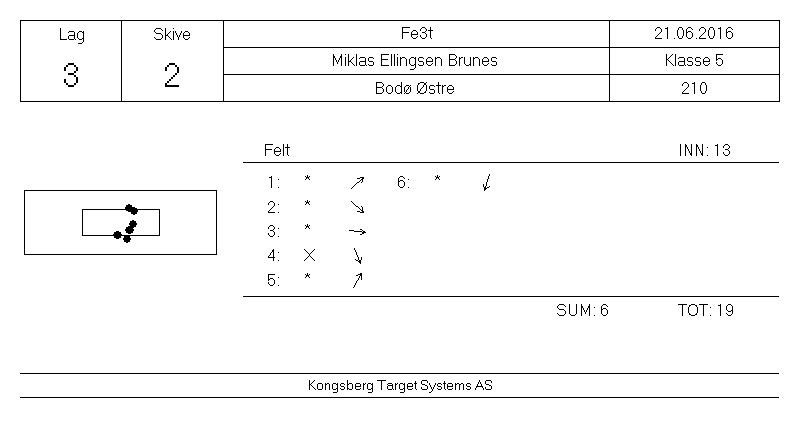 Lag Skive Fe3t 21.06.2016
3 2 Miklas Ellingsen Brunes Klasse 5
Bodø Østre 210
Felt INN: 13
1: * ↗ 6: * ↙
2: * ↘
3: * →
4: X ↘
5: * ↗
SUM: 6 TOT: 19
Kongsberg Target Systems AS